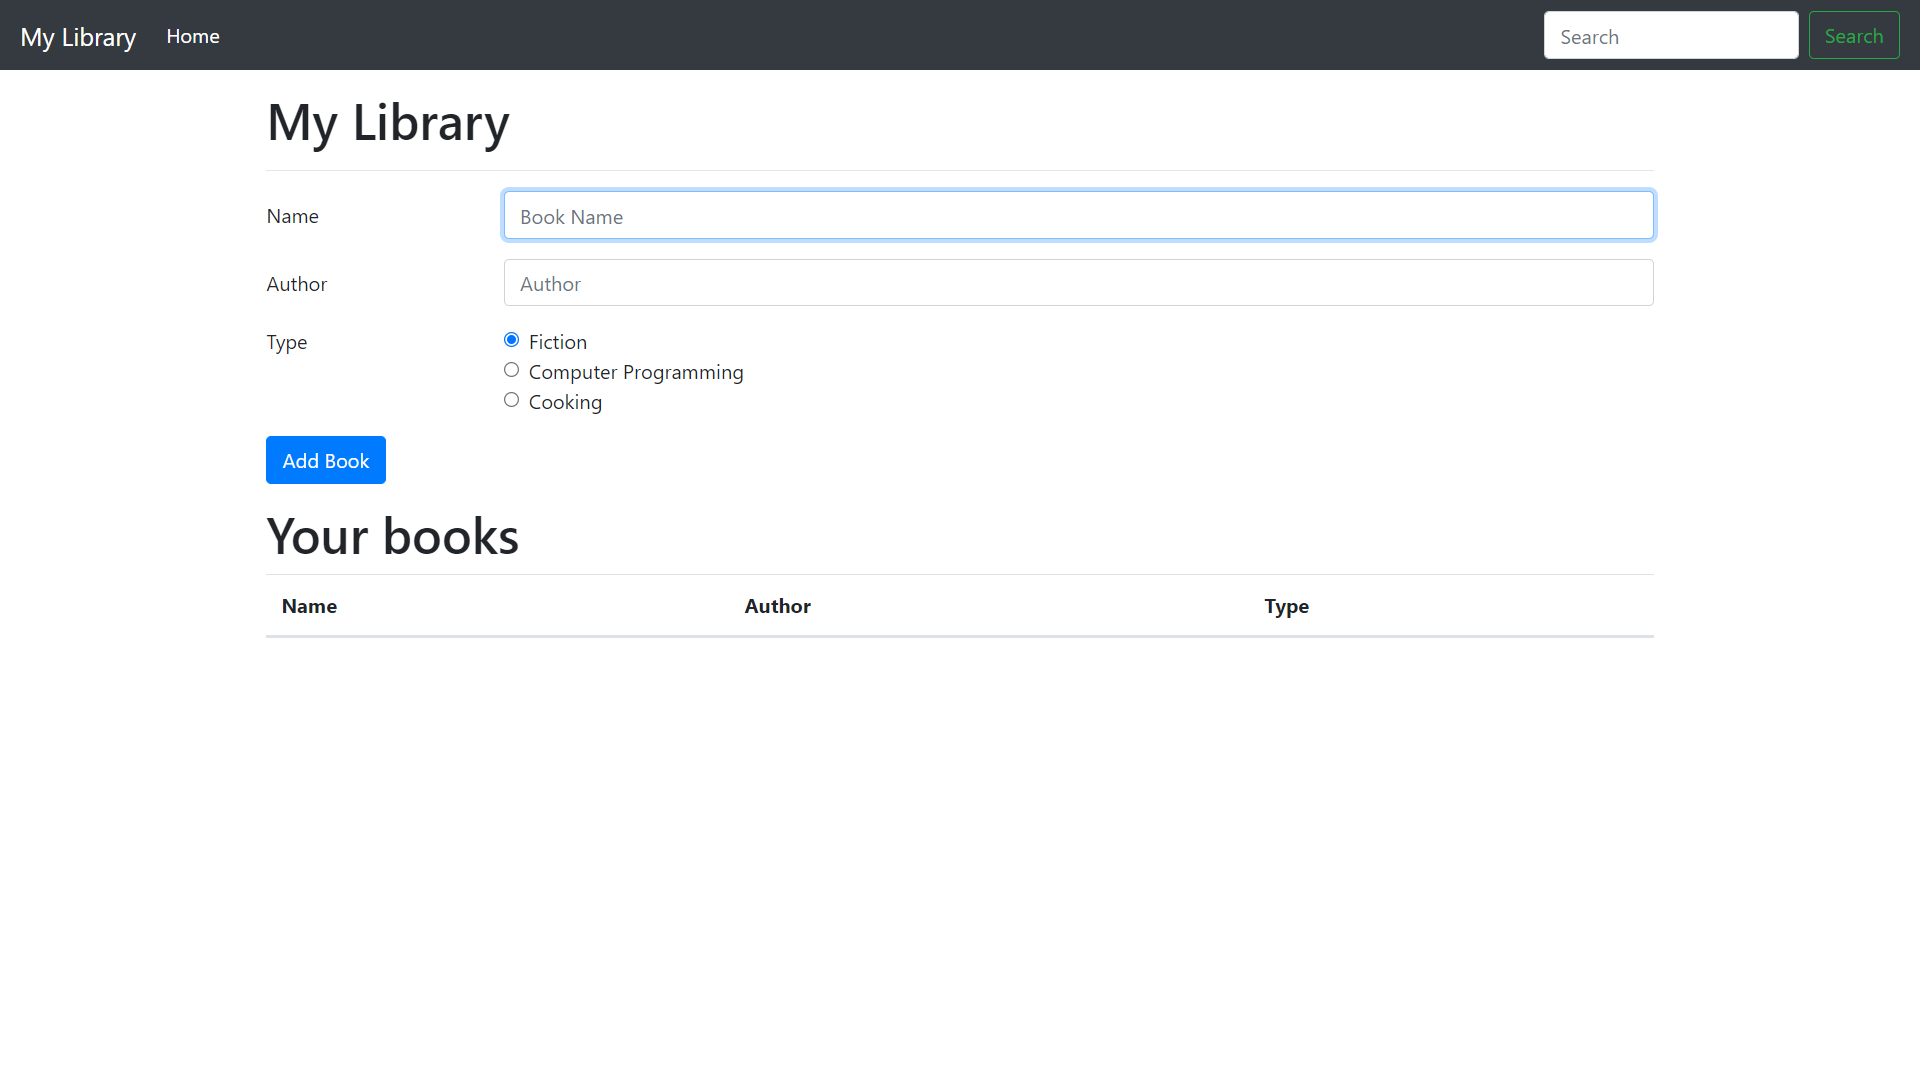 My Library Home Search Search
My Library
Name Book Name
Author Author
Type Fiction
Computer Programming
Cooking
Add Book
Your books
Name Author Type